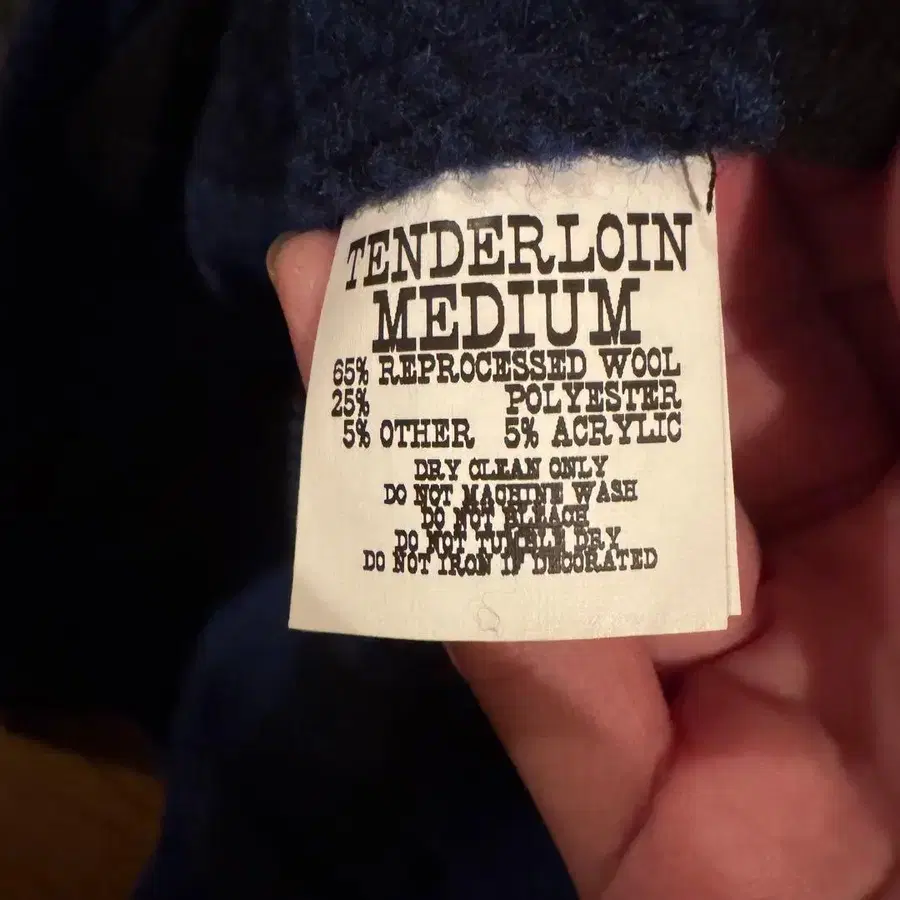 TENDERLOIN
MEDIUM
65% REPROCESSED WOOL
25% POLYESTER
5% OTHER 5% ACRYLIC
DRY CLEAN ONLY
DO NOT MACHINE WASH
DO NOT BLEACH
DO NOT TUMBLE DRY
DO NOT IRON IF DECORATED